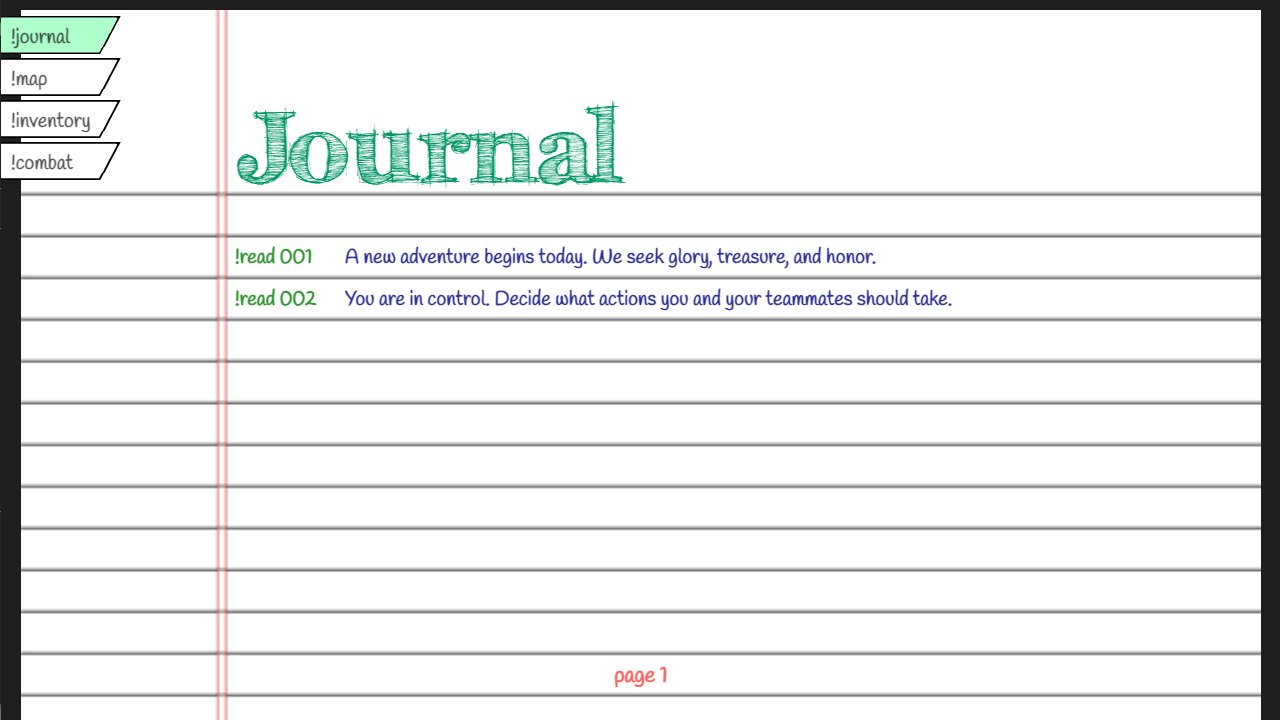 !journal
!map
!inventory
!combat
Journal
!read 001 A new adventure begins today. We seek glory, treasure, and honor.
!read 002 You are in control. Decide what actions you and your teammates should take.
page 1